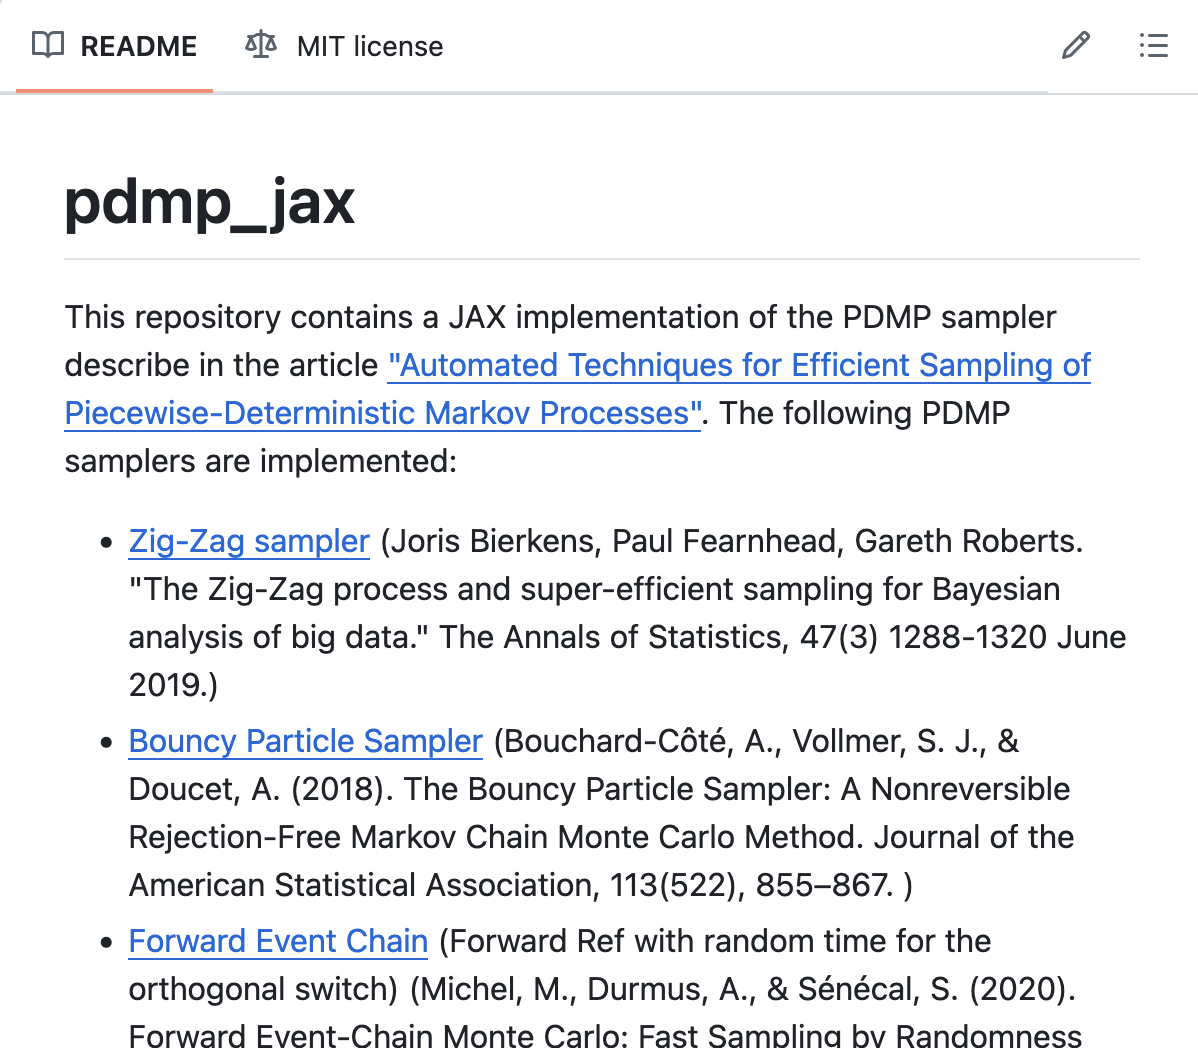 README MIT license
pdmp_jax
This repository contains a JAX implementation of the PDMP sampler
describe in the article "Automated Techniques for Efficient Sampling of
Piecewise-Deterministic Markov Processes". The following PDMP
samplers are implemented:
• Zig-Zag sampler (Joris Bierkens, Paul Fearnhead, Gareth Roberts.
"The Zig-Zag process and super-efficient sampling for Bayesian
analysis of big data." The Annals of Statistics, 47(3) 1288-1320 June
2019.)
• Bouncy Particle Sampler (Bouchard-Côté, A., Vollmer, S. J., &
Doucet, A. (2018). The Bouncy Particle Sampler: A Nonreversible
Rejection-Free Markov Chain Monte Carlo Method. Journal of the
American Statistical Association, 113(522), 855–867. )
• Forward Event Chain (Forward Ref with random time for the
orthogonal switch) (Michel, M., Durmus, A., & Sénécal, S. (2020).
Forward Event-Chain Monte Carlo: Fast Sampling by Randomness